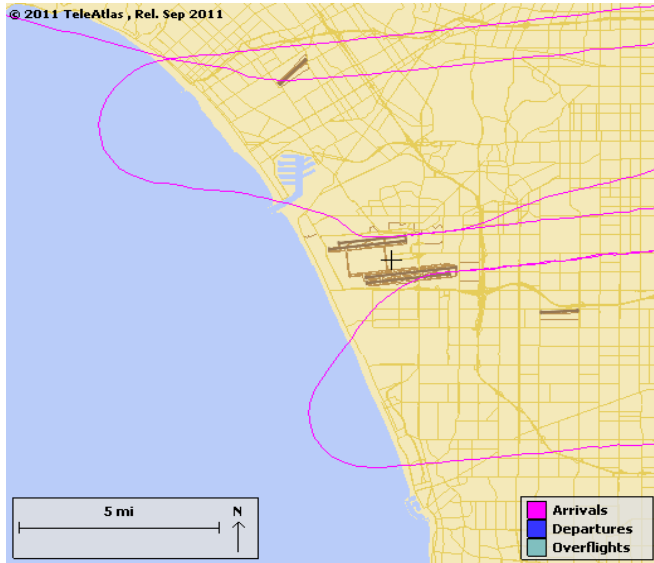 © 2011 TeleAtlas , Rel. Sep 2011
5 mi
N
Arrivals
Departures
Overflights